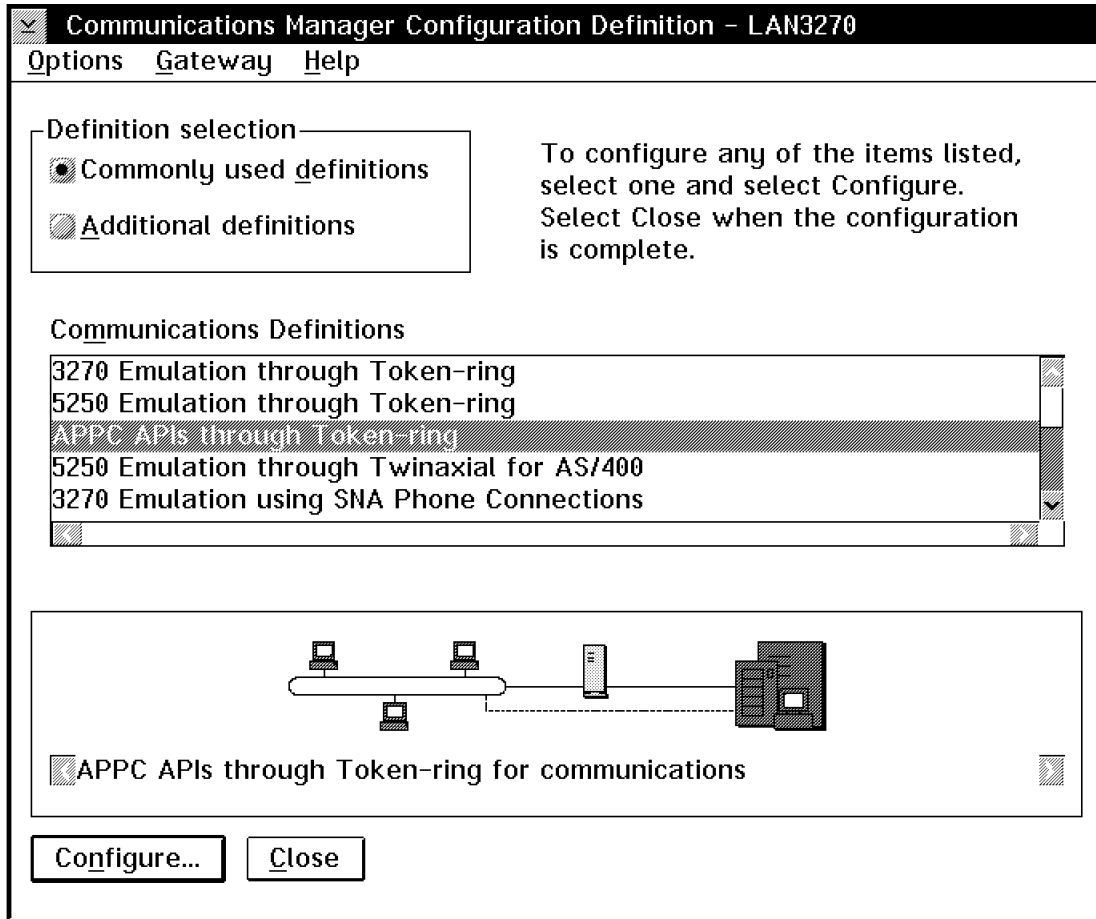 Communications Manager Configuration Definition - LAN3270
Options Gateway Help
Definition selection
Commonly used definitions
Additional definitions
To configure any of the items listed,
select one and select Configure.
Select Close when the configuration
is complete.
Communications Definitions
3270 Emulation through Token-ring
5250 Emulation through Token-ring
APPC APIs through Token-ring
5250 Emulation through Twinaxial for AS/400
3270 Emulation using SNA Phone Connections
APPC APIs through Token-ring for communications
Configure... Close